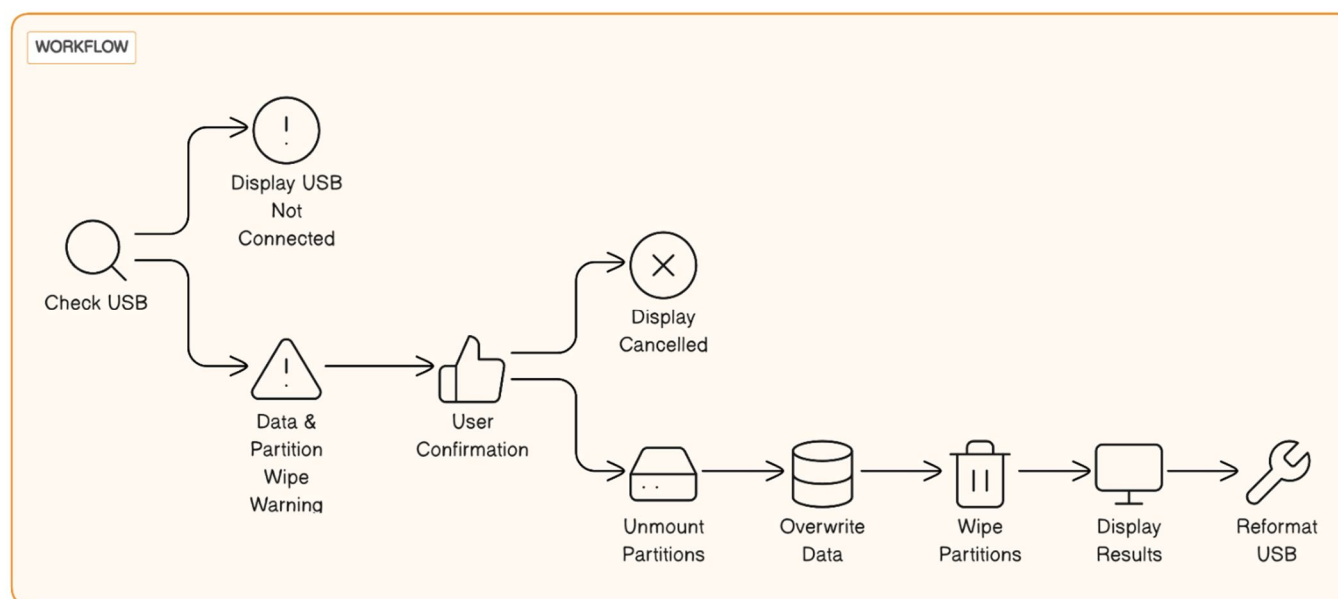 WORKFLOW
Display USB
Not
Connected
Check USB
Display
Cancelled
Data &
Partition
Wipe
Warning
User
Confirmation
Unmount
Partitions
Overwrite
Data
Wipe
Partitions
Display
Results
Reformat
USB